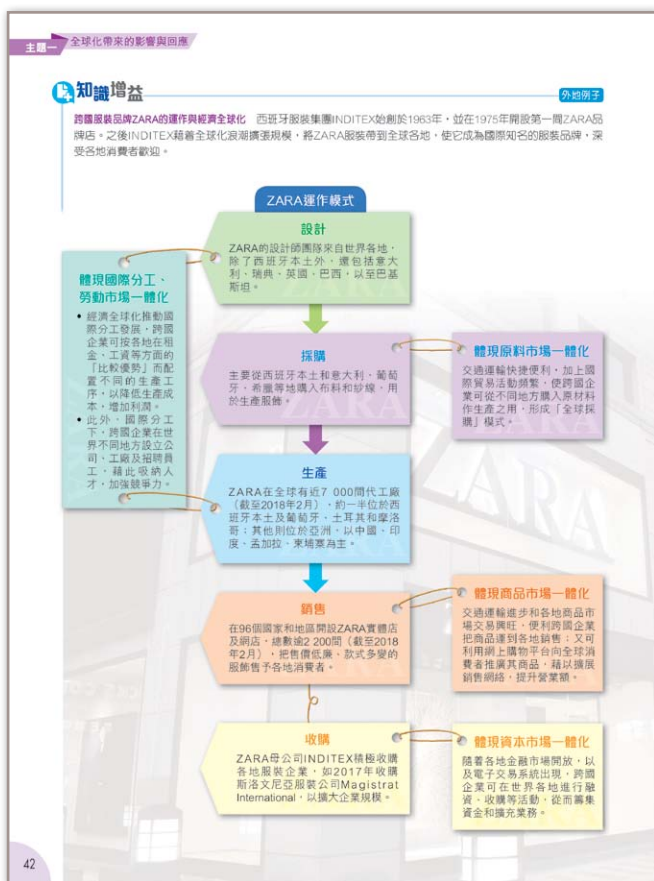 主題一
全球化帶來的影響與回應
知識增益
外地例子
跨國服裝品牌ZARA的運作與經濟全球化 西班牙服裝集團INDITEX始創於1963年，並在1975年開設第一間ZARA品
牌店。之後INDITEX藉着全球化浪潮擴張規模，將ZARA服裝帶到全球各地，使它成為國際知名的服裝品牌，深
受各地消費者歡迎。
ZARA運作模式
設計
ZARA的設計師團隊來自世界各地，
除了西班牙本土外，還包括意大
利、瑞典、英國、巴西，以至巴基
斯坦。
體現國際分工、
勞動市場一體化
• 經濟全球化推動
國際分工發展，跨國
企業可按各地在租
金、工資等方面的
「比較優勢」而配
置不同的生產工
序，以降低生產成
本，增加利潤。
• 此外，國際分工
下，跨國企業在世
界不同地方設立公
司、工廠及招聘員
工，藉此吸納人
才，加強競爭力。
採購
主要從西班牙本土和意大利、葡萄
牙、希臘等地購入布料和紗線，用
於生產服飾。
體現原料市場一體化
交通運輸快捷便利，加上國
際貿易活動頻繁，使跨國企
業可從不同地方購入原材料
作生產之用，形成「全球採
購」模式。
生產
ZARA在全球有近7 000間代工廠
（截至2018年2月），約一半位於西
班牙本土及葡萄牙、土耳其和摩洛
哥；其他則位於亞洲，以中國、印
度、孟加拉、柬埔寨為主。
銷售
在96個國家和地區開設ZARA實體店
及網店，總數逾2 200間（截至2018
年2月），把售價低廉、款式多變的
服飾售予各地消費者。
體現商品市場一體化
交通運輸進步和各地商品市
場交易興旺，便利跨國企業
把商品運到各地銷售；又可
利用網上購物平台向全球消
費者推廣其商品，藉以擴展
銷售網絡，提升營業額。
收購
ZARA母公司INDITEX積極收購
各地服裝企業，如2017年收購
斯洛文尼亞服裝公司Magistrat
International，以擴大企業規模。
體現資本市場一體化
隨着各地金融市場開放，以
及電子交易系統出現，跨國
企業可在世界各地進行融
資、收購等活動，從而籌集
資金和擴充業務。
ZARA
42